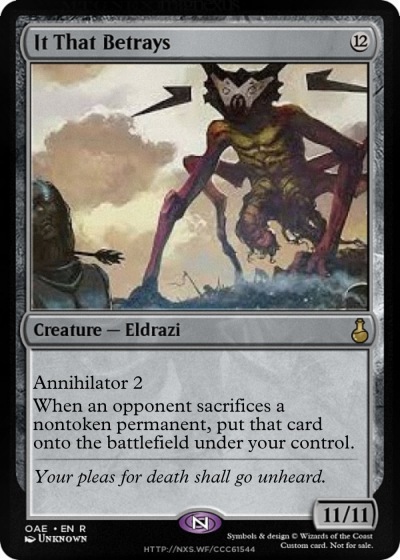 It That Betrays
12
Creature — Eldrazi
Annihilator 2
When an opponent sacrifices a
nontoken permanent, put that card
onto the battlefield under your control.
Your pleas for death shall go unheard.
11/11
OAE • EN R
Unknown
N
Symbols & design © Wizards of the Coast
Custom card. Not for sale.
HTTP://NXS.WF/CCC61544